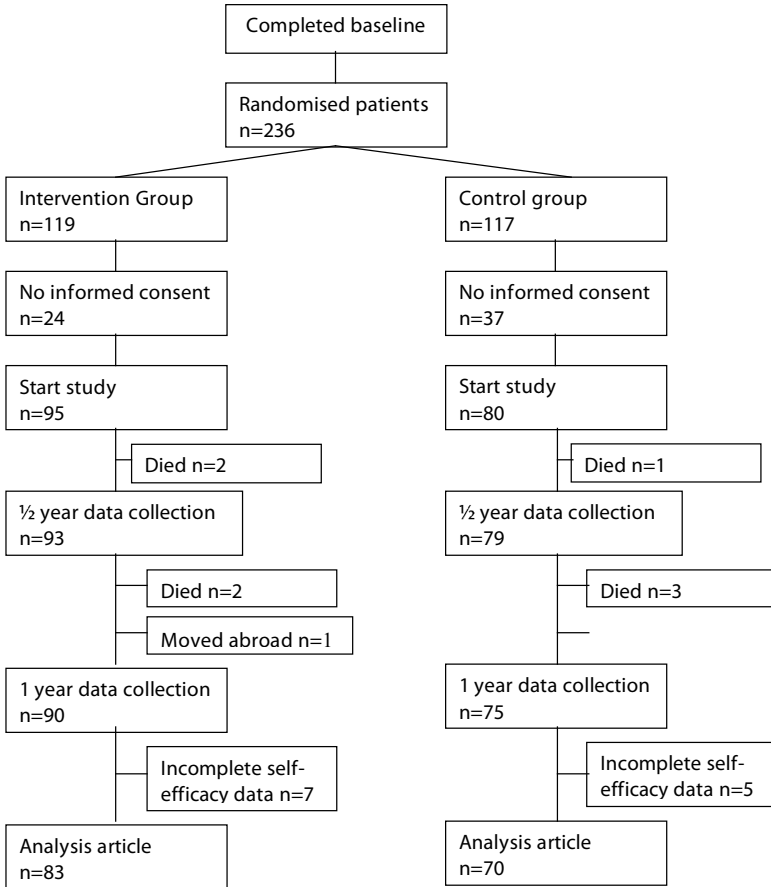 Completed baseline
Randomised patients
n=236
Intervention Group
n=119
Control group
n=117
No informed consent
n=24
No informed consent
n=37
Start study
n=95
Start study
n=80
Died n=2
Died n=1
½ year data collection
n=93
½ year data collection
n=79
Died n=2
Died n=3
Moved abroad n=1
1 year data collection
n=90
1 year data collection
n=75
Incomplete self-
efficacy data n=7
Incomplete self-
efficacy data n=5
Analysis article
n=83
Analysis article
n=70